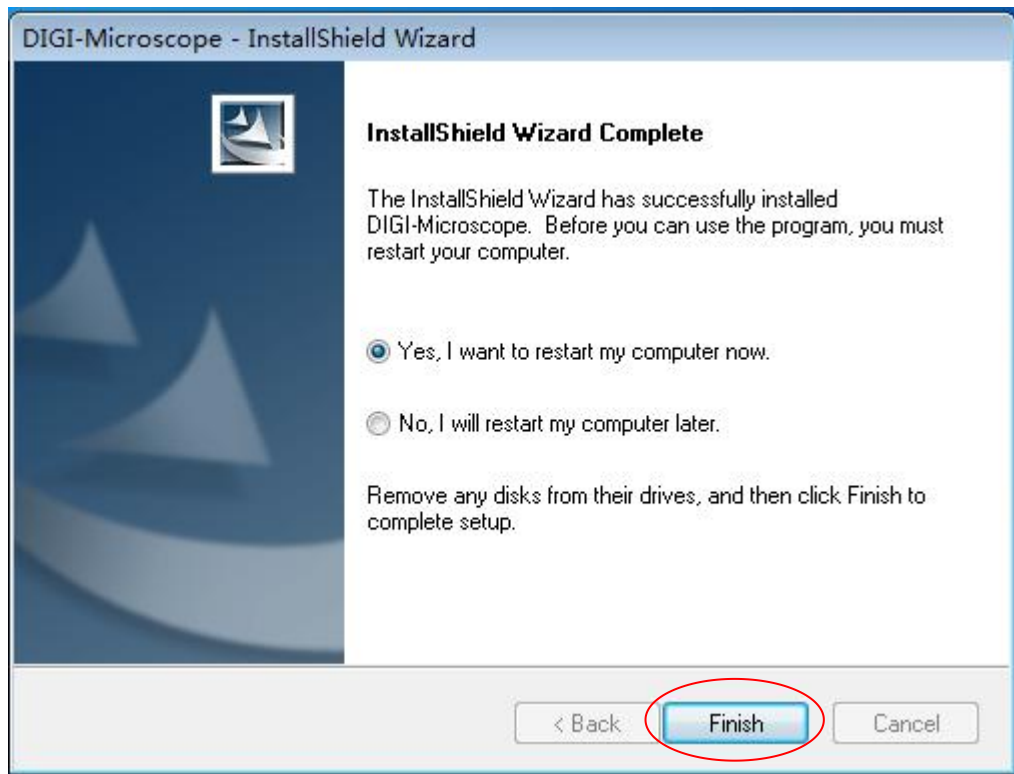 DIGI-Microscope - InstallShield Wizard
InstallShield Wizard Complete
The InstallShield Wizard has successfully installed
DIGI-Microscope.  Before you can use the program, you must
restart your computer.
Yes, I want to restart my computer now.
No, I will restart my computer later.
Remove any disks from their drives, and then click Finish to
complete setup.
< Back Finish Cancel